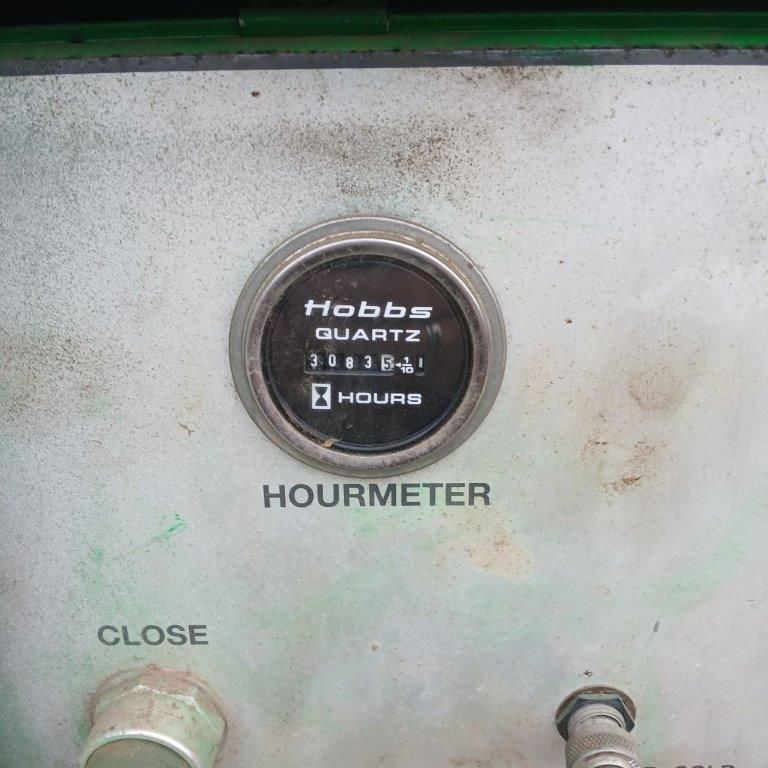 Hobbs
QUARTZ
30835 1/10
HOURS
HOURMETER
CLOSE